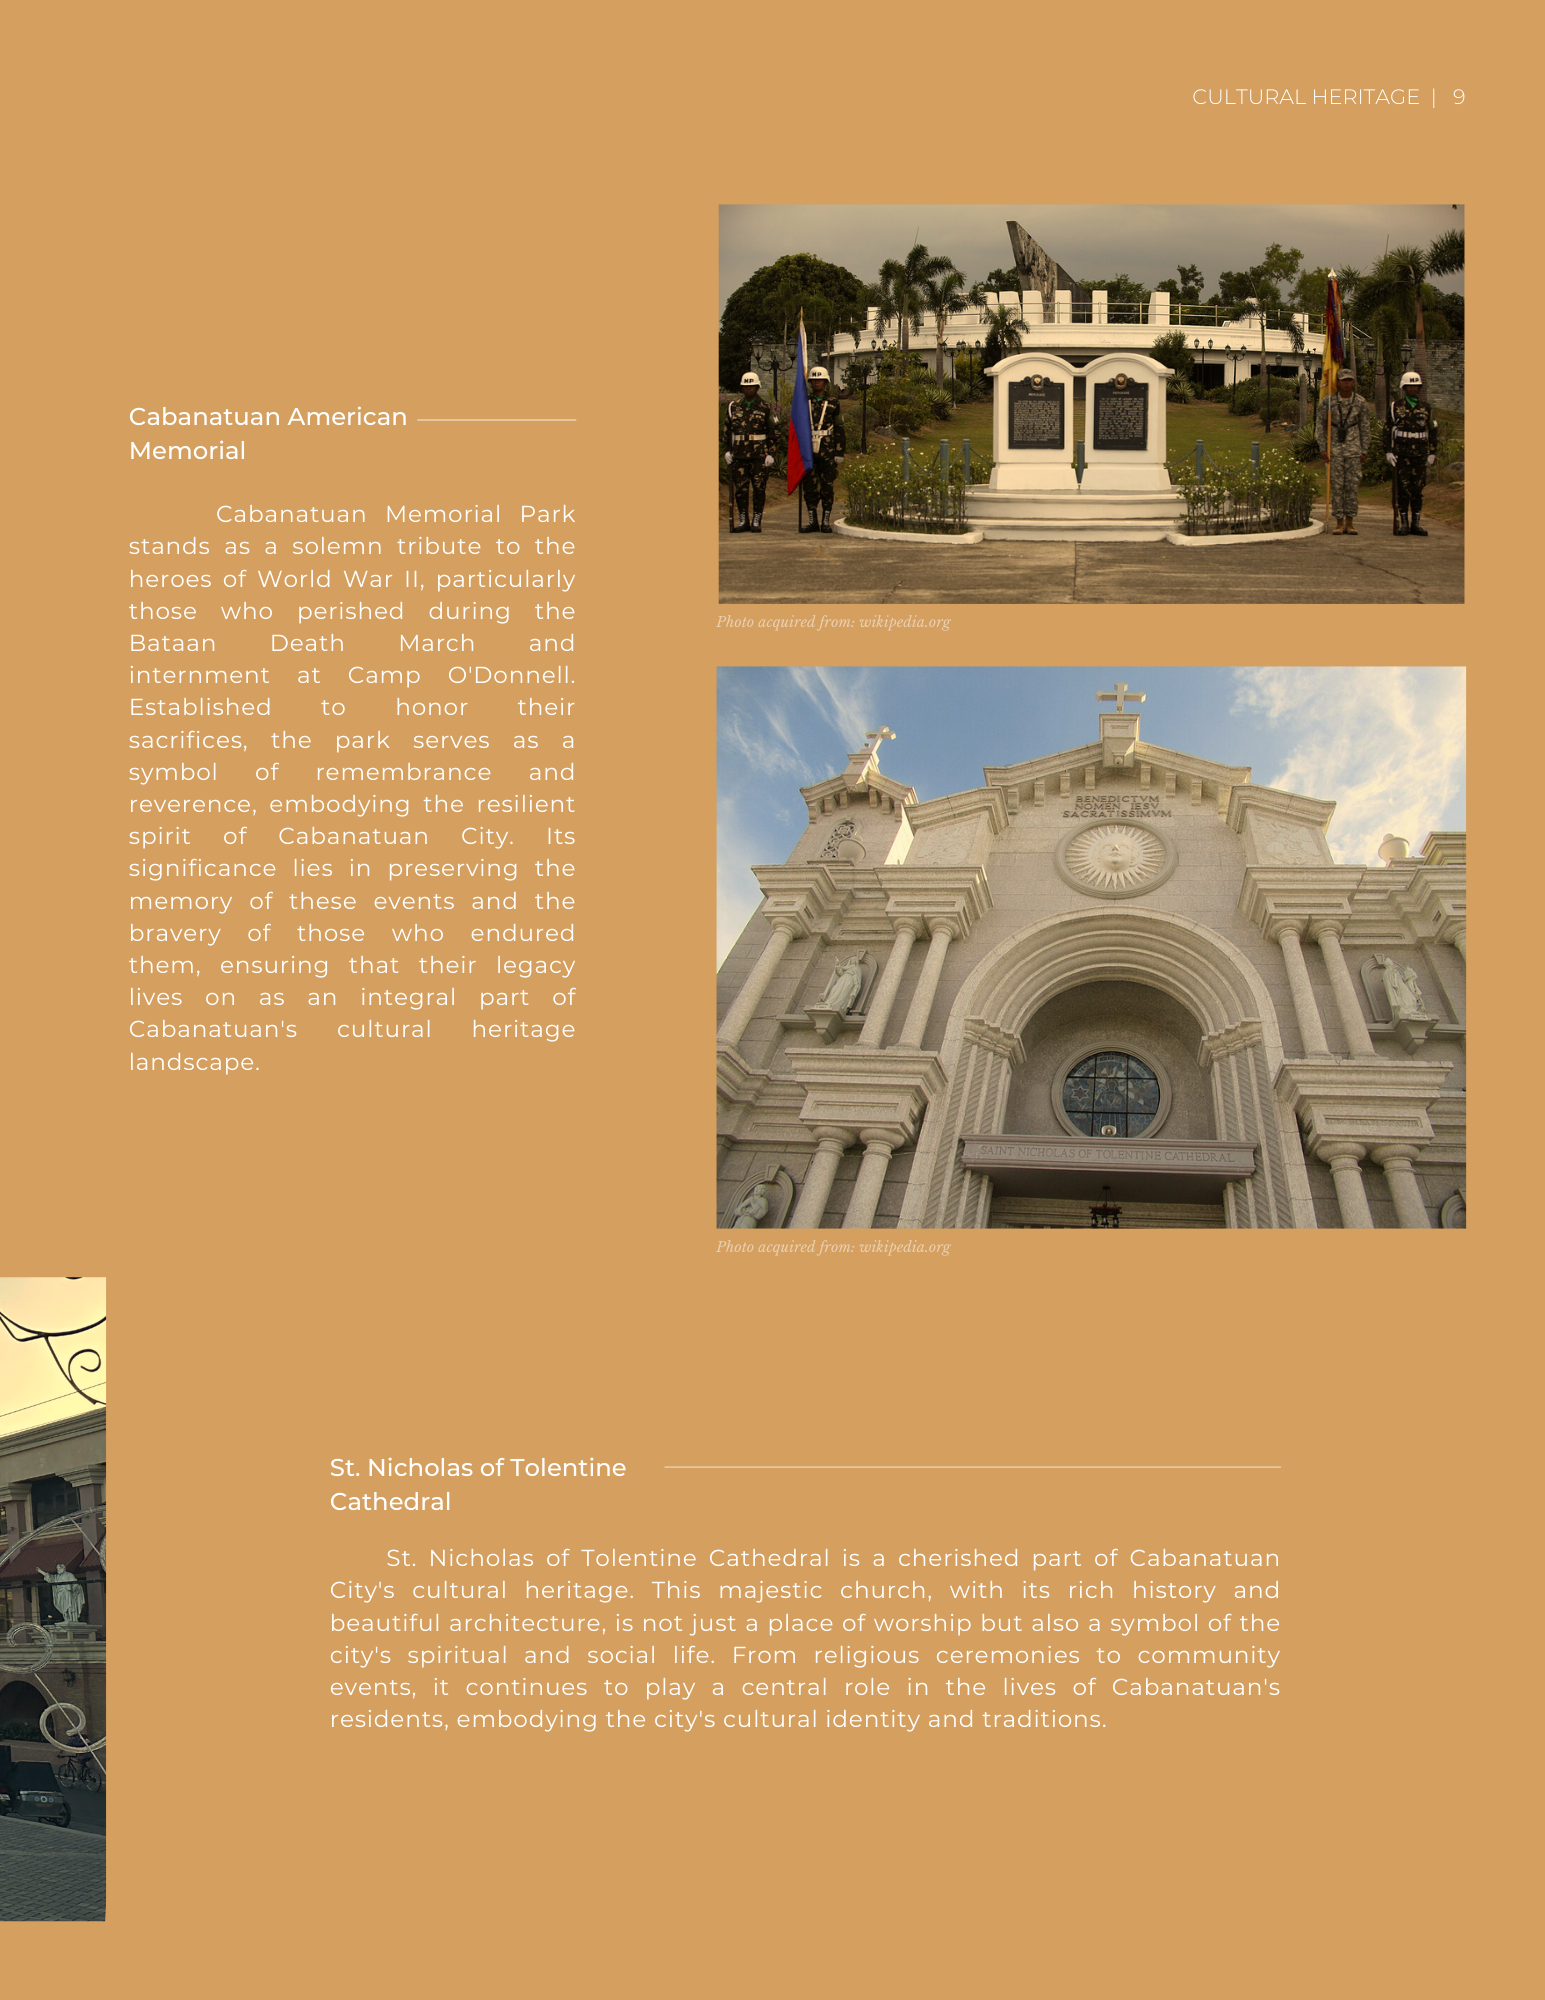 CULTURAL HERITAGE | 9
Cabanatuan American
Memorial
Cabanatuan Memorial Park
stands as a solemn tribute to the
heroes of World War II, particularly
those who perished during the
Bataan Death March and
internment at Camp O'Donnell.
Established to honor their
sacrifices, the park serves as a
symbol of remembrance and
reverence, embodying the resilient
spirit of Cabanatuan City. Its
significance lies in preserving the
memory of these events and the
bravery of those who endured
them, ensuring that their legacy
lives on as an integral part of
Cabanatuan's cultural heritage
landscape.
MP
MP
MP
Photo acquired from: wikipedia.org
BENEDICTVM
NOMEN IESV
SACRATISSIMVM
SAINT NICHOLAS OF TOLENTINE CATHEDRAL
Photo acquired from: wikipedia.org
St. Nicholas of Tolentine
Cathedral
St. Nicholas of Tolentine Cathedral is a cherished part of Cabanatuan
City's cultural heritage. This majestic church, with its rich history and
beautiful architecture, is not just a place of worship but also a symbol of the
city's spiritual and social life. From religious ceremonies to community
events, it continues to play a central role in the lives of Cabanatuan's
residents, embodying the city's cultural identity and traditions.